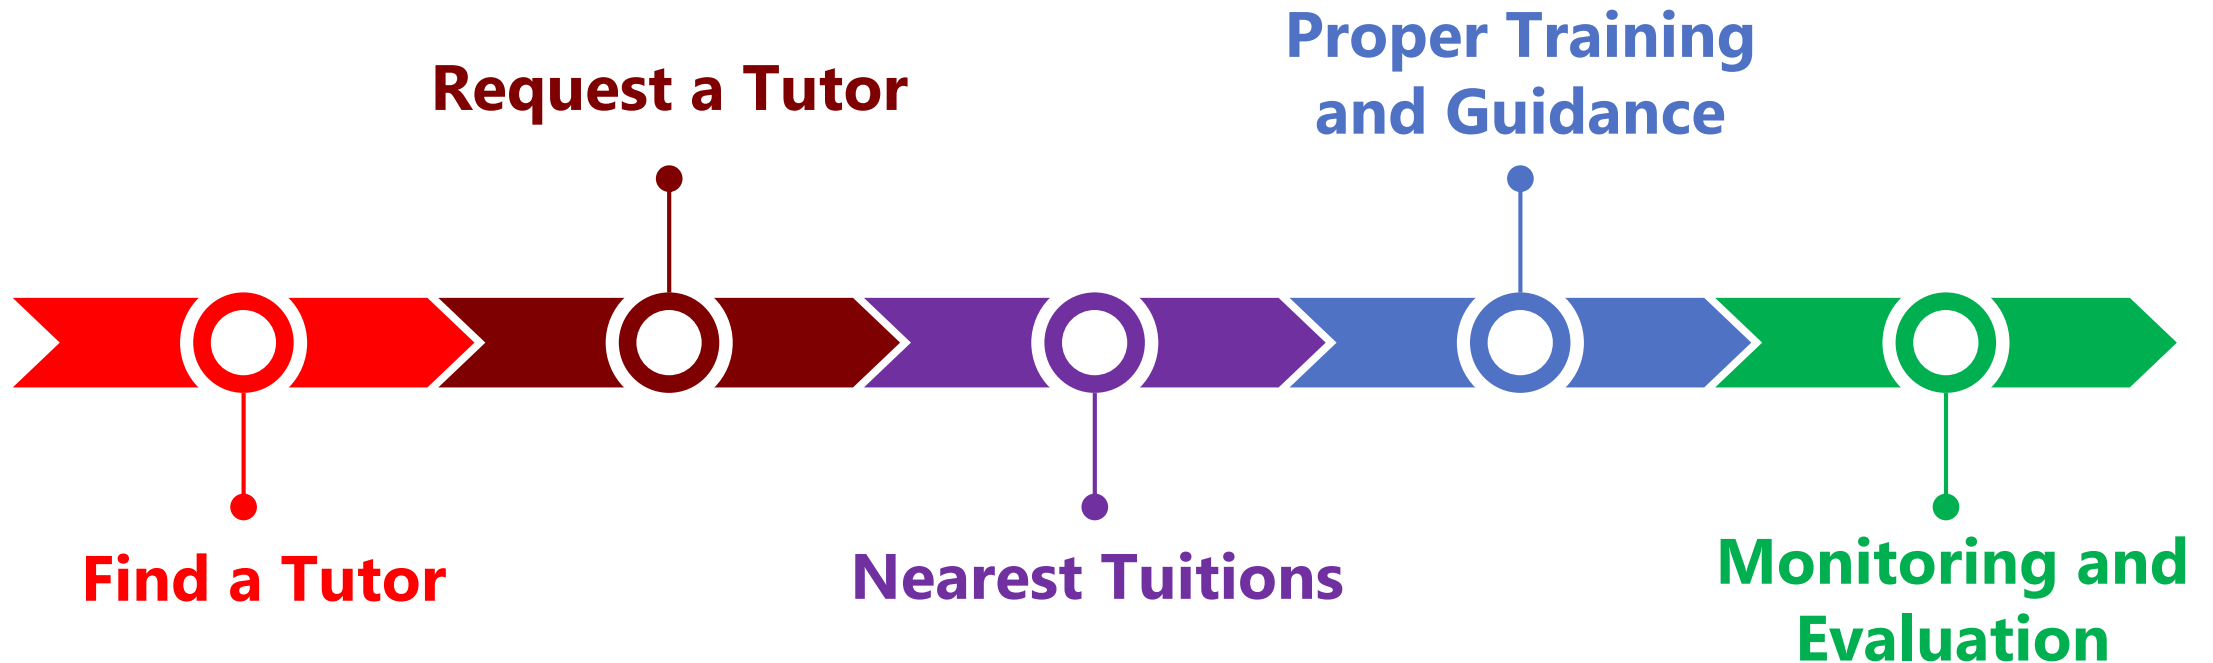 Find a Tutor
Request a Tutor
Nearest Tuitions
Proper Training
and Guidance
Monitoring and
Evaluation